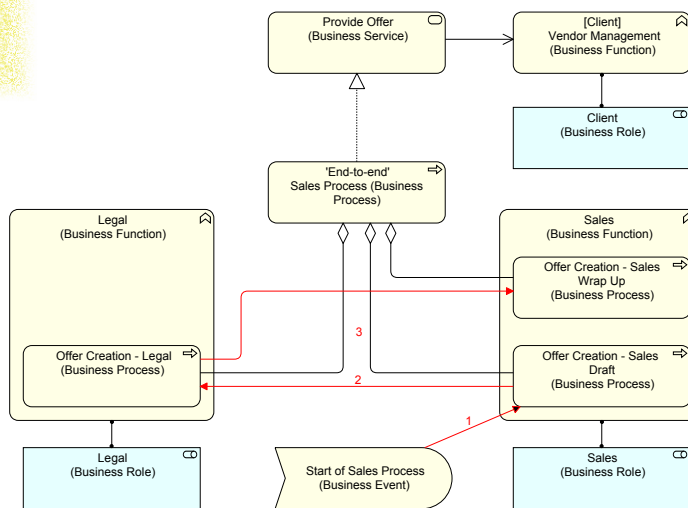 Provide Offer
(Business Service)
[Client]
Vendor Management
(Business Function)
Client
(Business Role)
'End-to-end'
Sales Process (Business
Process)
Legal
(Business Function)
Sales
(Business Function)
Offer Creation - Sales
Wrap Up
(Business Process)
3
Offer Creation - Legal
(Business Process)
Offer Creation - Sales
Draft
(Business Process)
2
1
Legal
(Business Role)
Start of Sales Process
(Business Event)
Sales
(Business Role)